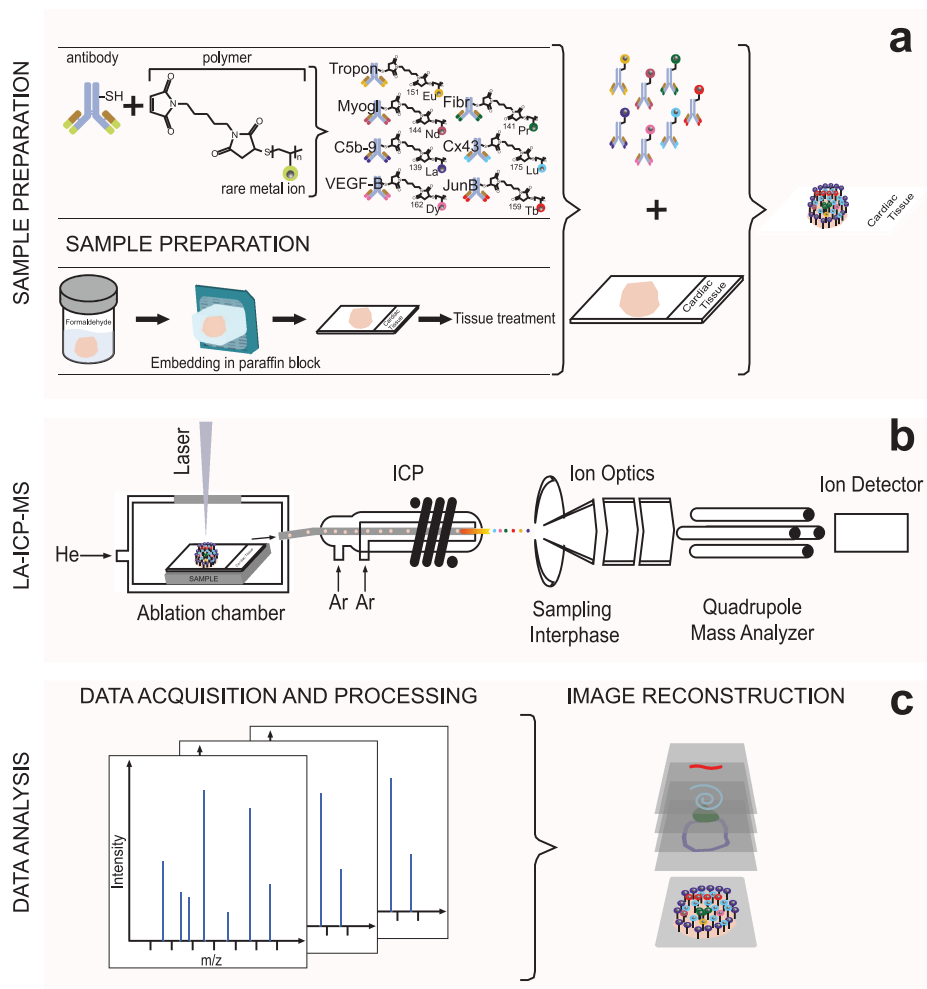 SAMPLE PREPARATION
a
antibody
polymer
SH
+
N
O
O
N
O
O
S
n
rare metal ion
Tropon
151
Eu
Myogl
144
Nd
Fibr
141
Pr
C5b-9
139
La
Cx43
175
Lu
VEGF-B
162
Dy
JunB
159
Tb
+
Cardiac
Tissue
SAMPLE PREPARATION
Formaldehyde
Embedding in paraffin block
Cardiac
Tissue
Tissue treatment
Cardiac
Tissue
LA-ICP-MS
b
Laser
ICP
Ion Optics
Ion Detector
He
SAMPLE
Ablation chamber
Ar
Ar
Sampling
Interphase
Quadrupole
Mass Analyzer
DATA ANALYSIS
DATA ACQUISITION AND PROCESSING
IMAGE RECONSTRUCTION
c
Intensity
m/z